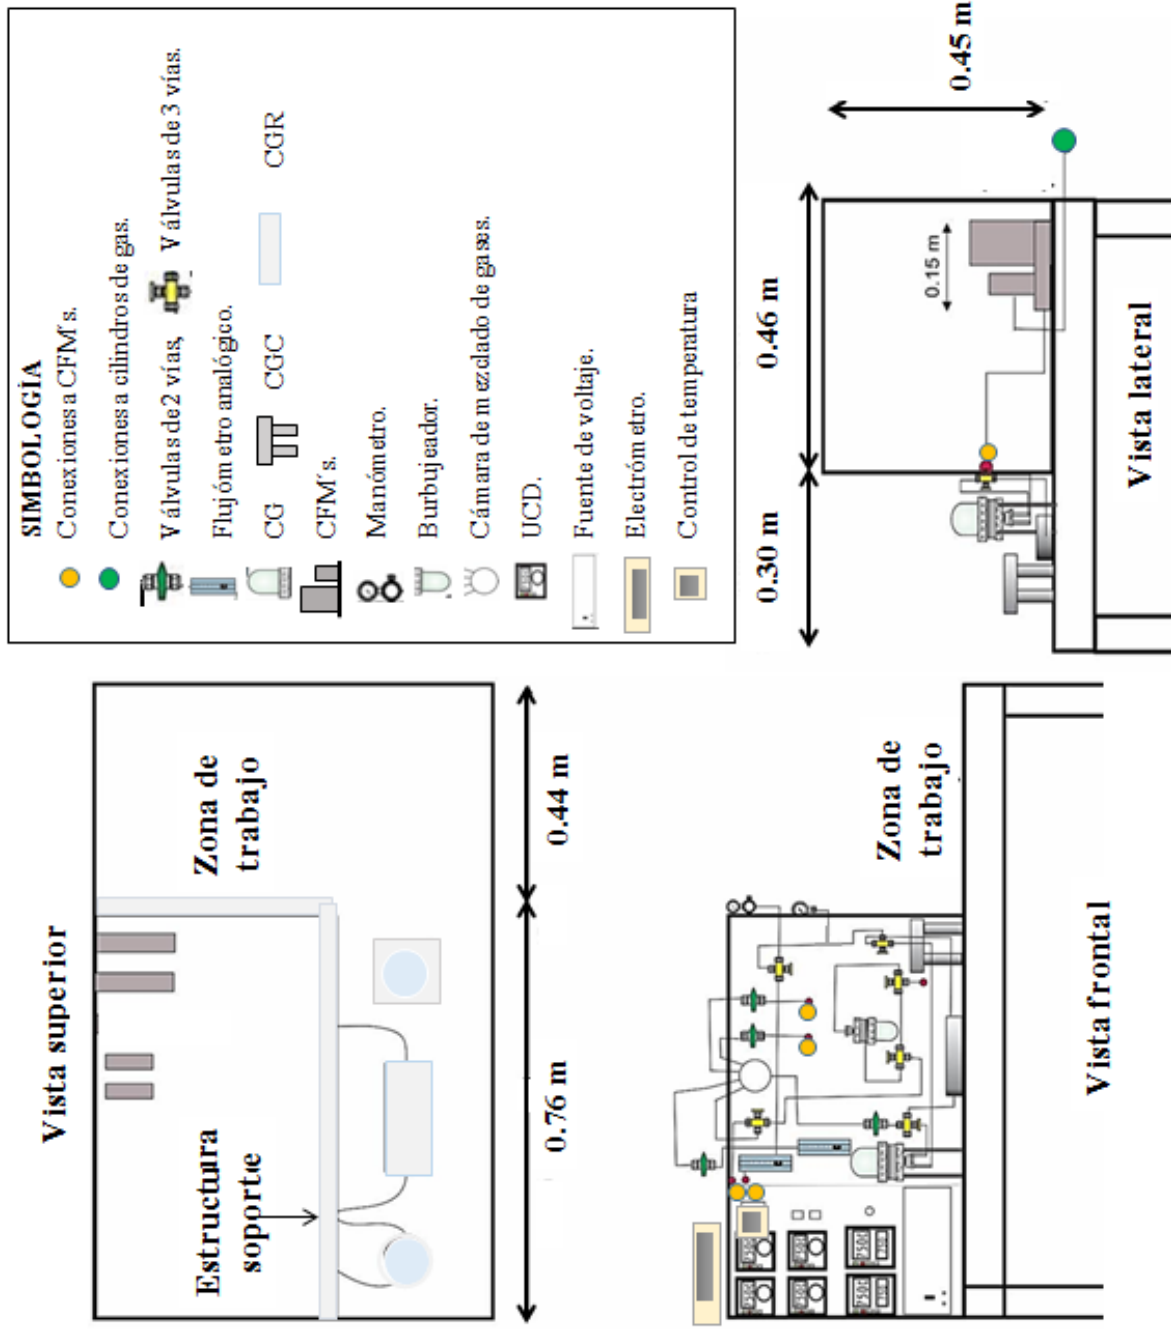 Vista superior
Estructura
soporte
Zona de
trabajo
0.76 m
0.44 m
SIMBOLOGÍA
Conexiones a CFM´s.
Conexiones a cilindros de gas.
Válvulas de 2 vías,
Válvulas de 3 vías.
Flujómetro analógico.
CG
CGC
CGR
CFM´s.
Manómetro.
Burbujeador.
Cámara de mezclado de gases.
UCD.
Fuente de voltaje.
Electrómetro.
Control de temperatura
Zona de
trabajo
Vista frontal
0.30 m
0.46 m
0.45 m
0.15 m
Vista lateral